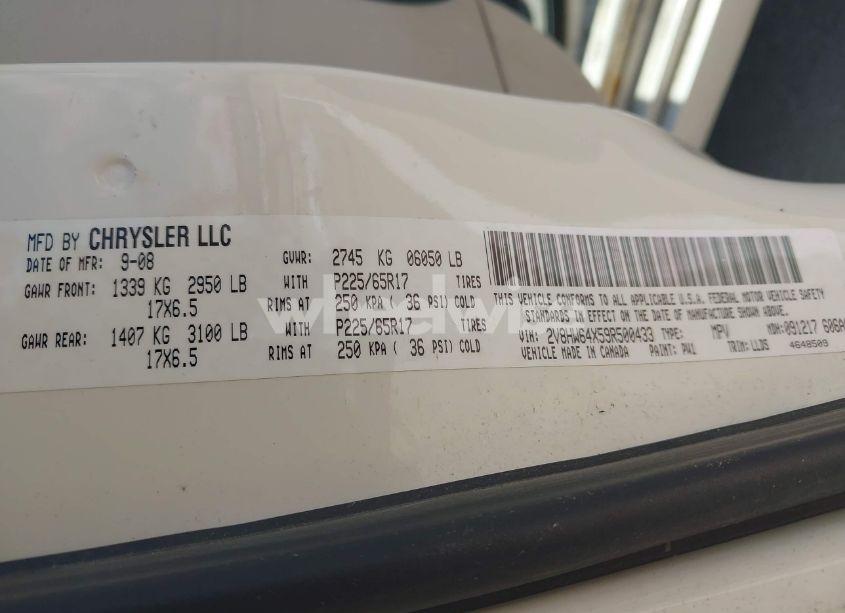 MFD BY CHRYSLER LLC
DATE OF MFR: 9-08 GVWR: 2745 KG 06050 LB
GAWR FRONT: 1339 KG 2950 LB WITH P225/65R17 TIRES
17X6.5 RIMS AT 250 KPA ( 36 PSI) COLD
GAWR REAR: 1407 KG 3100 LB WITH P225/65R17 TIRES
17X6.5 RIMS AT 250 KPA ( 36 PSI) COLD
THIS VEHICLE CONFORMS TO ALL APPLICABLE U.S.A. FEDERAL MOTOR VEHICLE SAFETY
STANDARDS IN EFFECT ON THE DATE OF MANUFACTURE SHOWN ABOVE.
VIN: 2V8HW64X59R500433 TYPE: MPV MDH: 091217
VEHICLE MADE IN CANADA PAINT: PW1 TRIM: LLDS 4648509